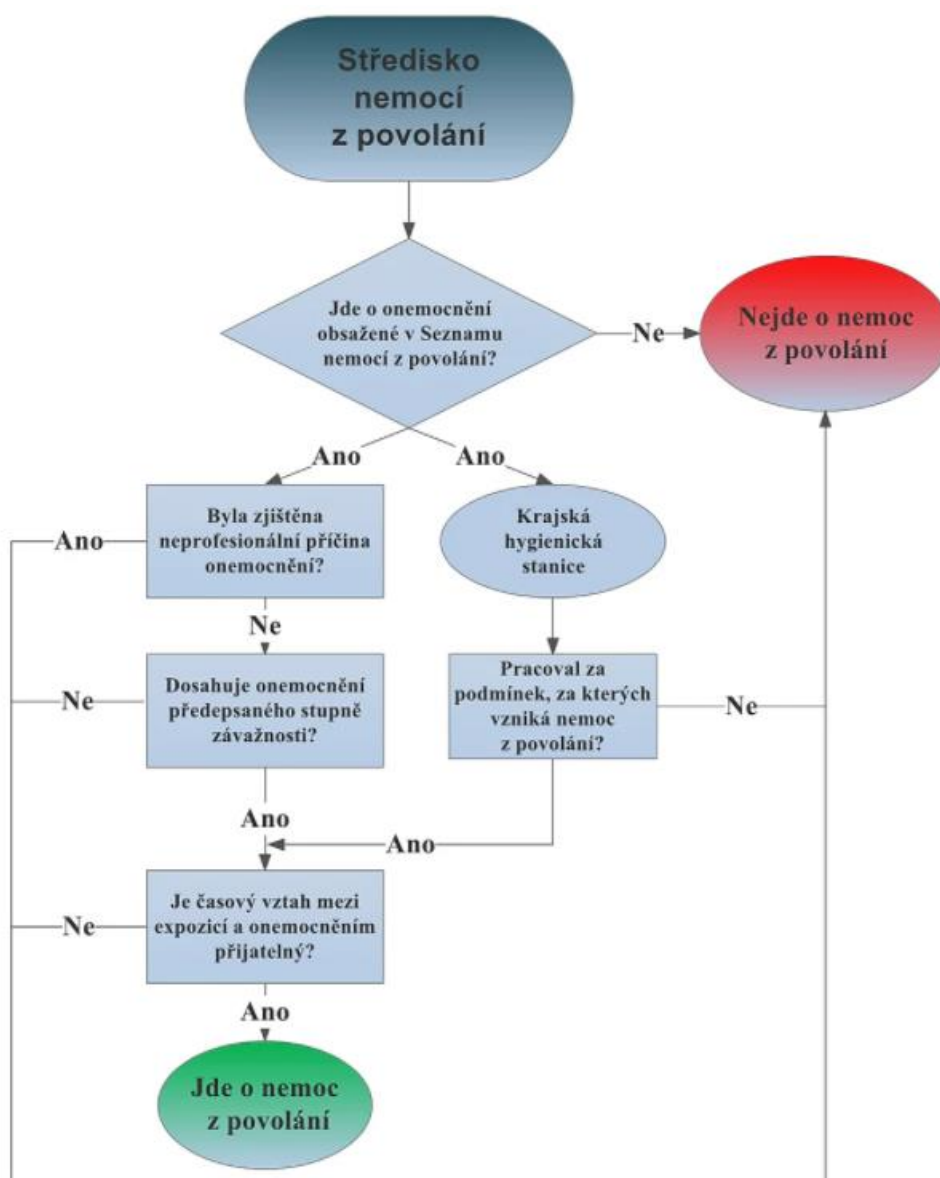 Středisko
nemocí
z povolání
Jde o onemocnění
obsažené v Seznamu
nemocí z povolání?
Ne
Nejde o nemoc
z povolání
Ano
Ano
Byla zjištěna
neprofesionální příčina
onemocnění?
Ano
Krajská
hygienická
stanice
Ne
Dosahuje onemocnění
předepsaného stupně
závažnosti?
Ne
Pracoval za
podmínek, za kterých
vzniká nemoc
z povolání?
Ne
Ano
Ano
Je časový vztah mezi
expozicí a onemocněním
přijatelný?
Ne
Ano
Jde o nemoc
z povolání